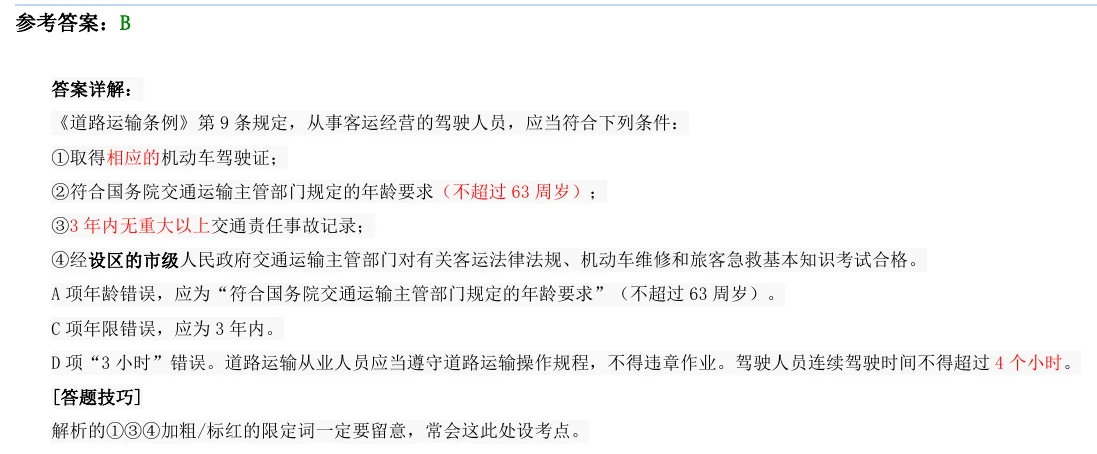 参考答案：B
答案详解：
《道路运输条例》第 9 条规定，从事客运经营的驾驶人员，应当符合下列条件：
①取得相应的机动车驾驶证；
②符合国务院交通运输主管部门规定的年龄要求（不超过 63 周岁）；
③3 年内无重大以上交通责任事故记录；
④经设区的市级人民政府交通运输主管部门对有关客运法律法规、机动车维修和旅客急救基本知识考试合格。
A 项年龄错误，应为“符合国务院交通运输主管部门规定的年龄要求”（不超过 63 周岁）。
C 项年限错误，应为 3 年内。
D 项“3 小时”错误。道路运输从业人员应当遵守道路运输操作规程，不得违章作业。驾驶人员连续驾驶时间不得超过 4 个小时。
[答题技巧]
解析的①③④加粗/标红的限定词一定要留意，常会这此处设考点。